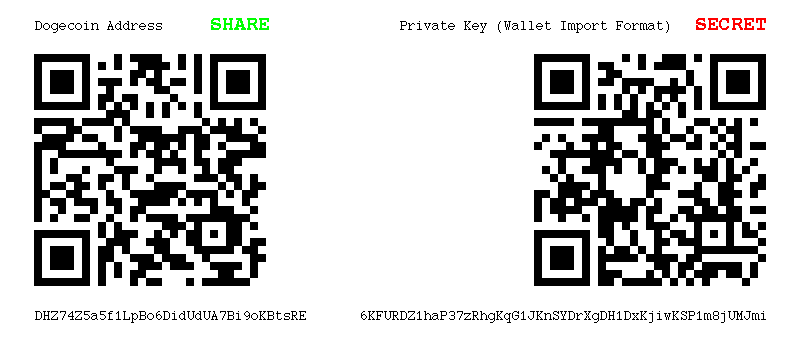 Dogecoin Address SHARE Private Key (Wallet Import Format) SECRET
DHZ74Z5a5f1LpBo6DidUdUA7Bi9oKBtsRE 6KFURDZ1haP37zRhgKqG1JKnSYDrXgDH1DxKjiwKSP1m8jUMJmi